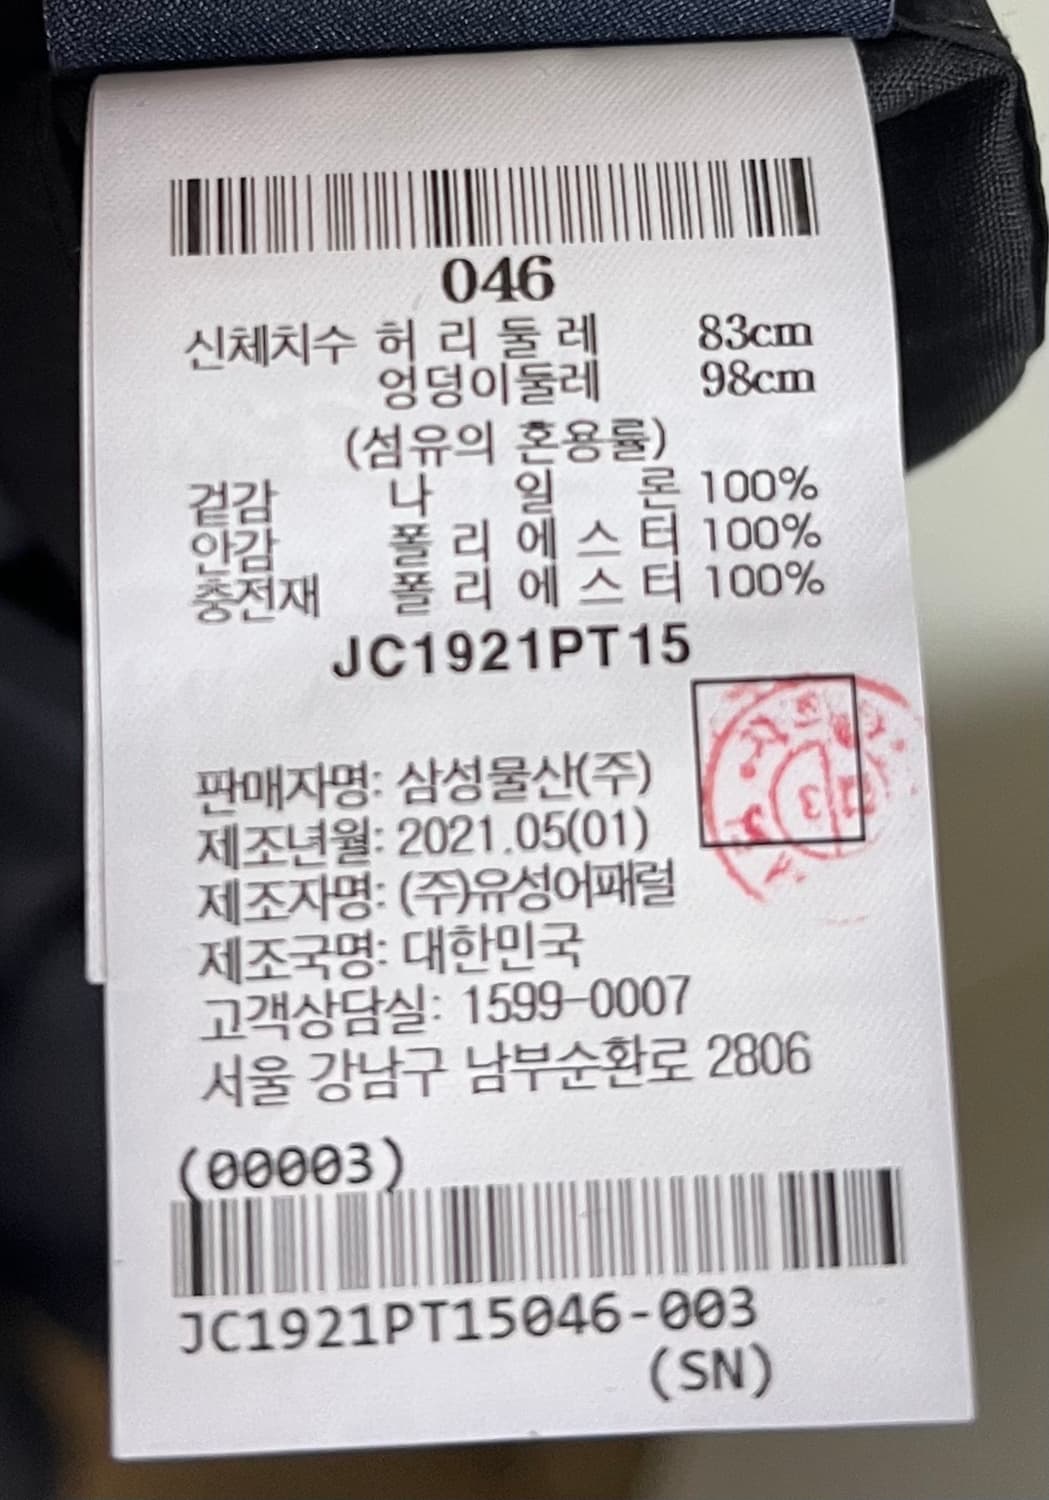 046
신체치수 허 리 둘 레 83cm
엉덩이둘레 98cm
(섬유의 혼용률)
겉감 나 일 론 100%
안감 폴 리 에 스 터 100%
충전재 폴 리 에 스 터 100%
JC1921PT15
판매자명: 삼성물산(주)
제조년월: 2021.05(01)
제조자명: (주)유성어패럴
제조국명: 대한민국
고객상담실: 1599-0007
서울 강남구 남부순환로 2806
(00003)
JC1921PT15046-003
(SN)